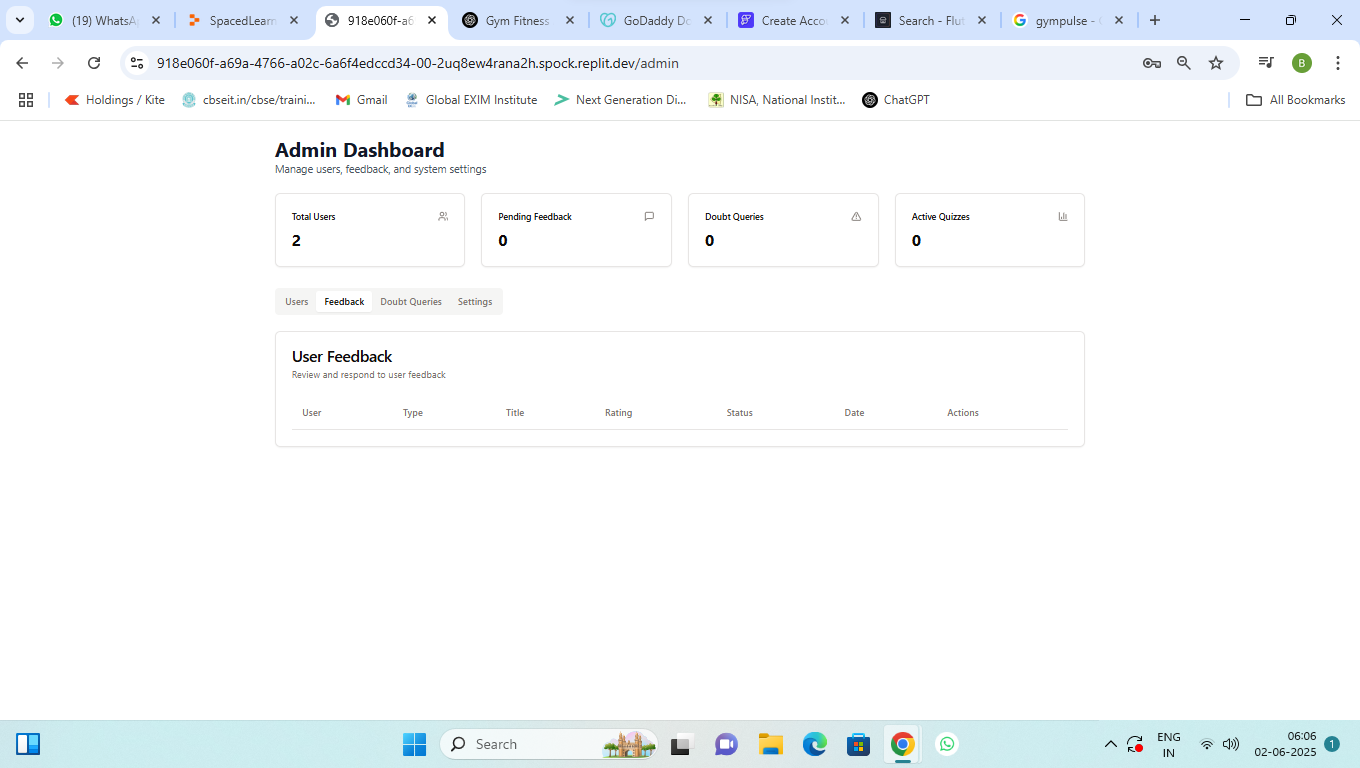 (19) WhatsA
SpacedLearn
918e060f-a6
Gym Fitness
GoDaddy Do
Create Accou
Search - Flut
gympulse -
918e060f-a69a-4766-a02c-6a6f4edccd34-00-2uq8ew4rana2h.spock.replit.dev/admin
B
Holdings / Kite
cbseit.in/cbse/traini...
Gmail
Global EXIM Institute
Next Generation Di...
NISA, National Instit...
ChatGPT
All Bookmarks
Admin Dashboard
Manage users, feedback, and system settings
Total Users
2
Pending Feedback
0
Doubt Queries
0
Active Quizzes
0
Users
Feedback
Doubt Queries
Settings
User Feedback
Review and respond to user feedback
User Type Title Rating Status Date Actions
Search
ENG
IN
06:06
02-06-2025
1